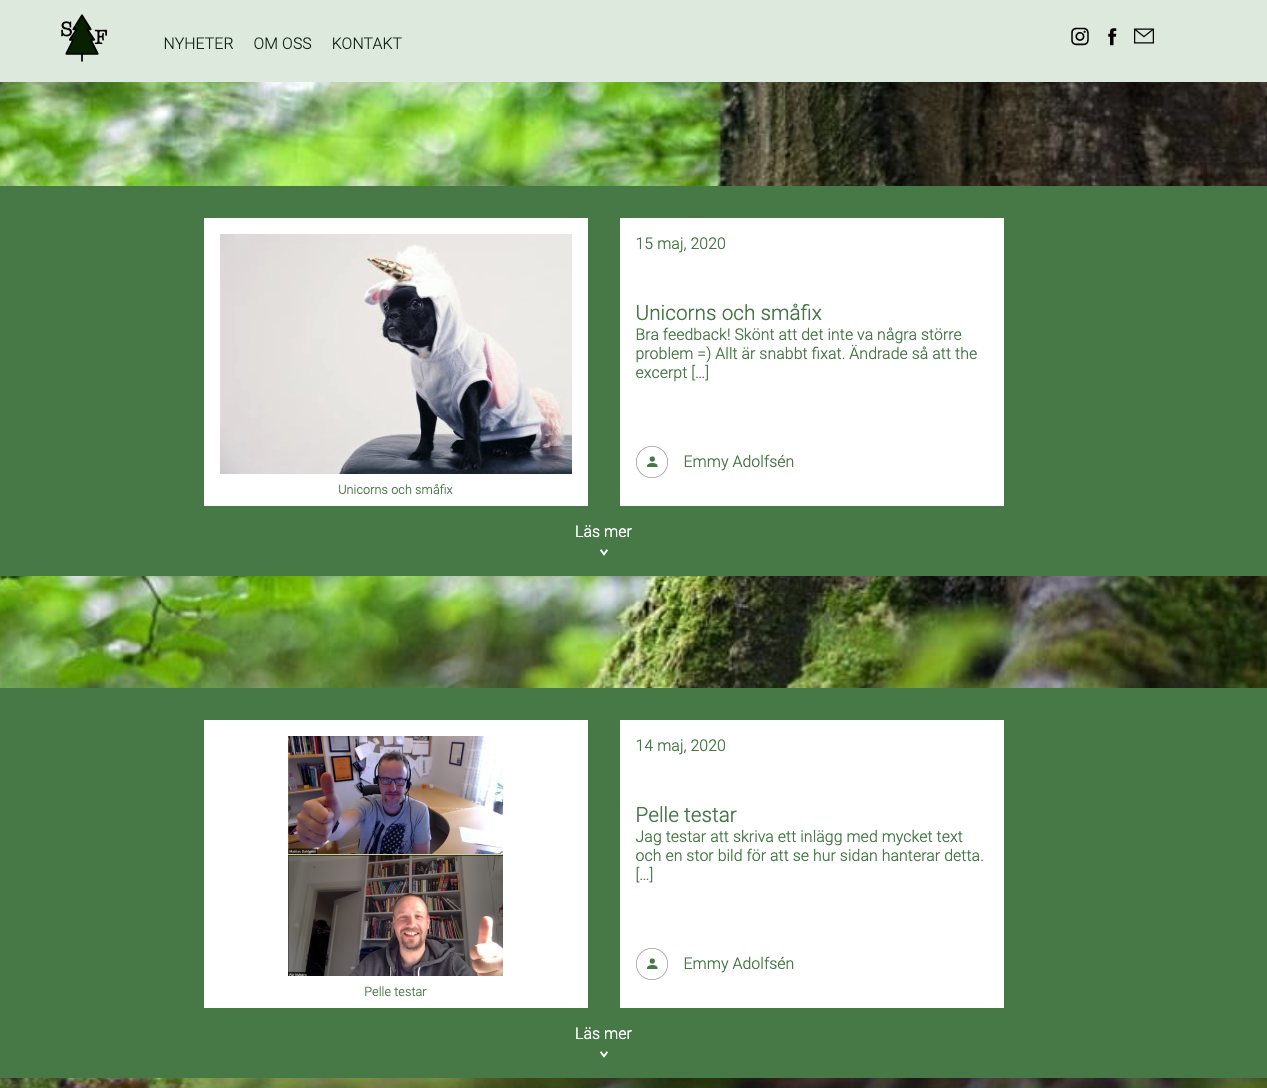 S F
NYHETER OM OSS KONTAKT
15 maj, 2020
Unicorns och småfix
Bra feedback! Skönt att det inte va några större
problem =) Allt är snabbt fixat. Ändrade så att the
excerpt [...]
Emmy Adolfsén
Unicorns och småfix
Läs mer
14 maj, 2020
Pelle testar
Jag testar att skriva ett inlägg med mycket text
och en stor bild för att se hur sidan hanterar detta.
[...]
Emmy Adolfsén
Pelle testar
Läs mer